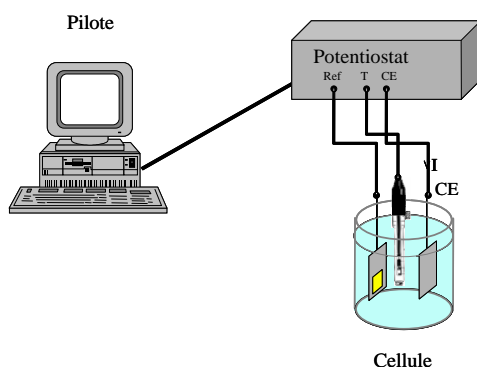 Pilote
Potentiostat
Ref T CE
I
CE
Cellule